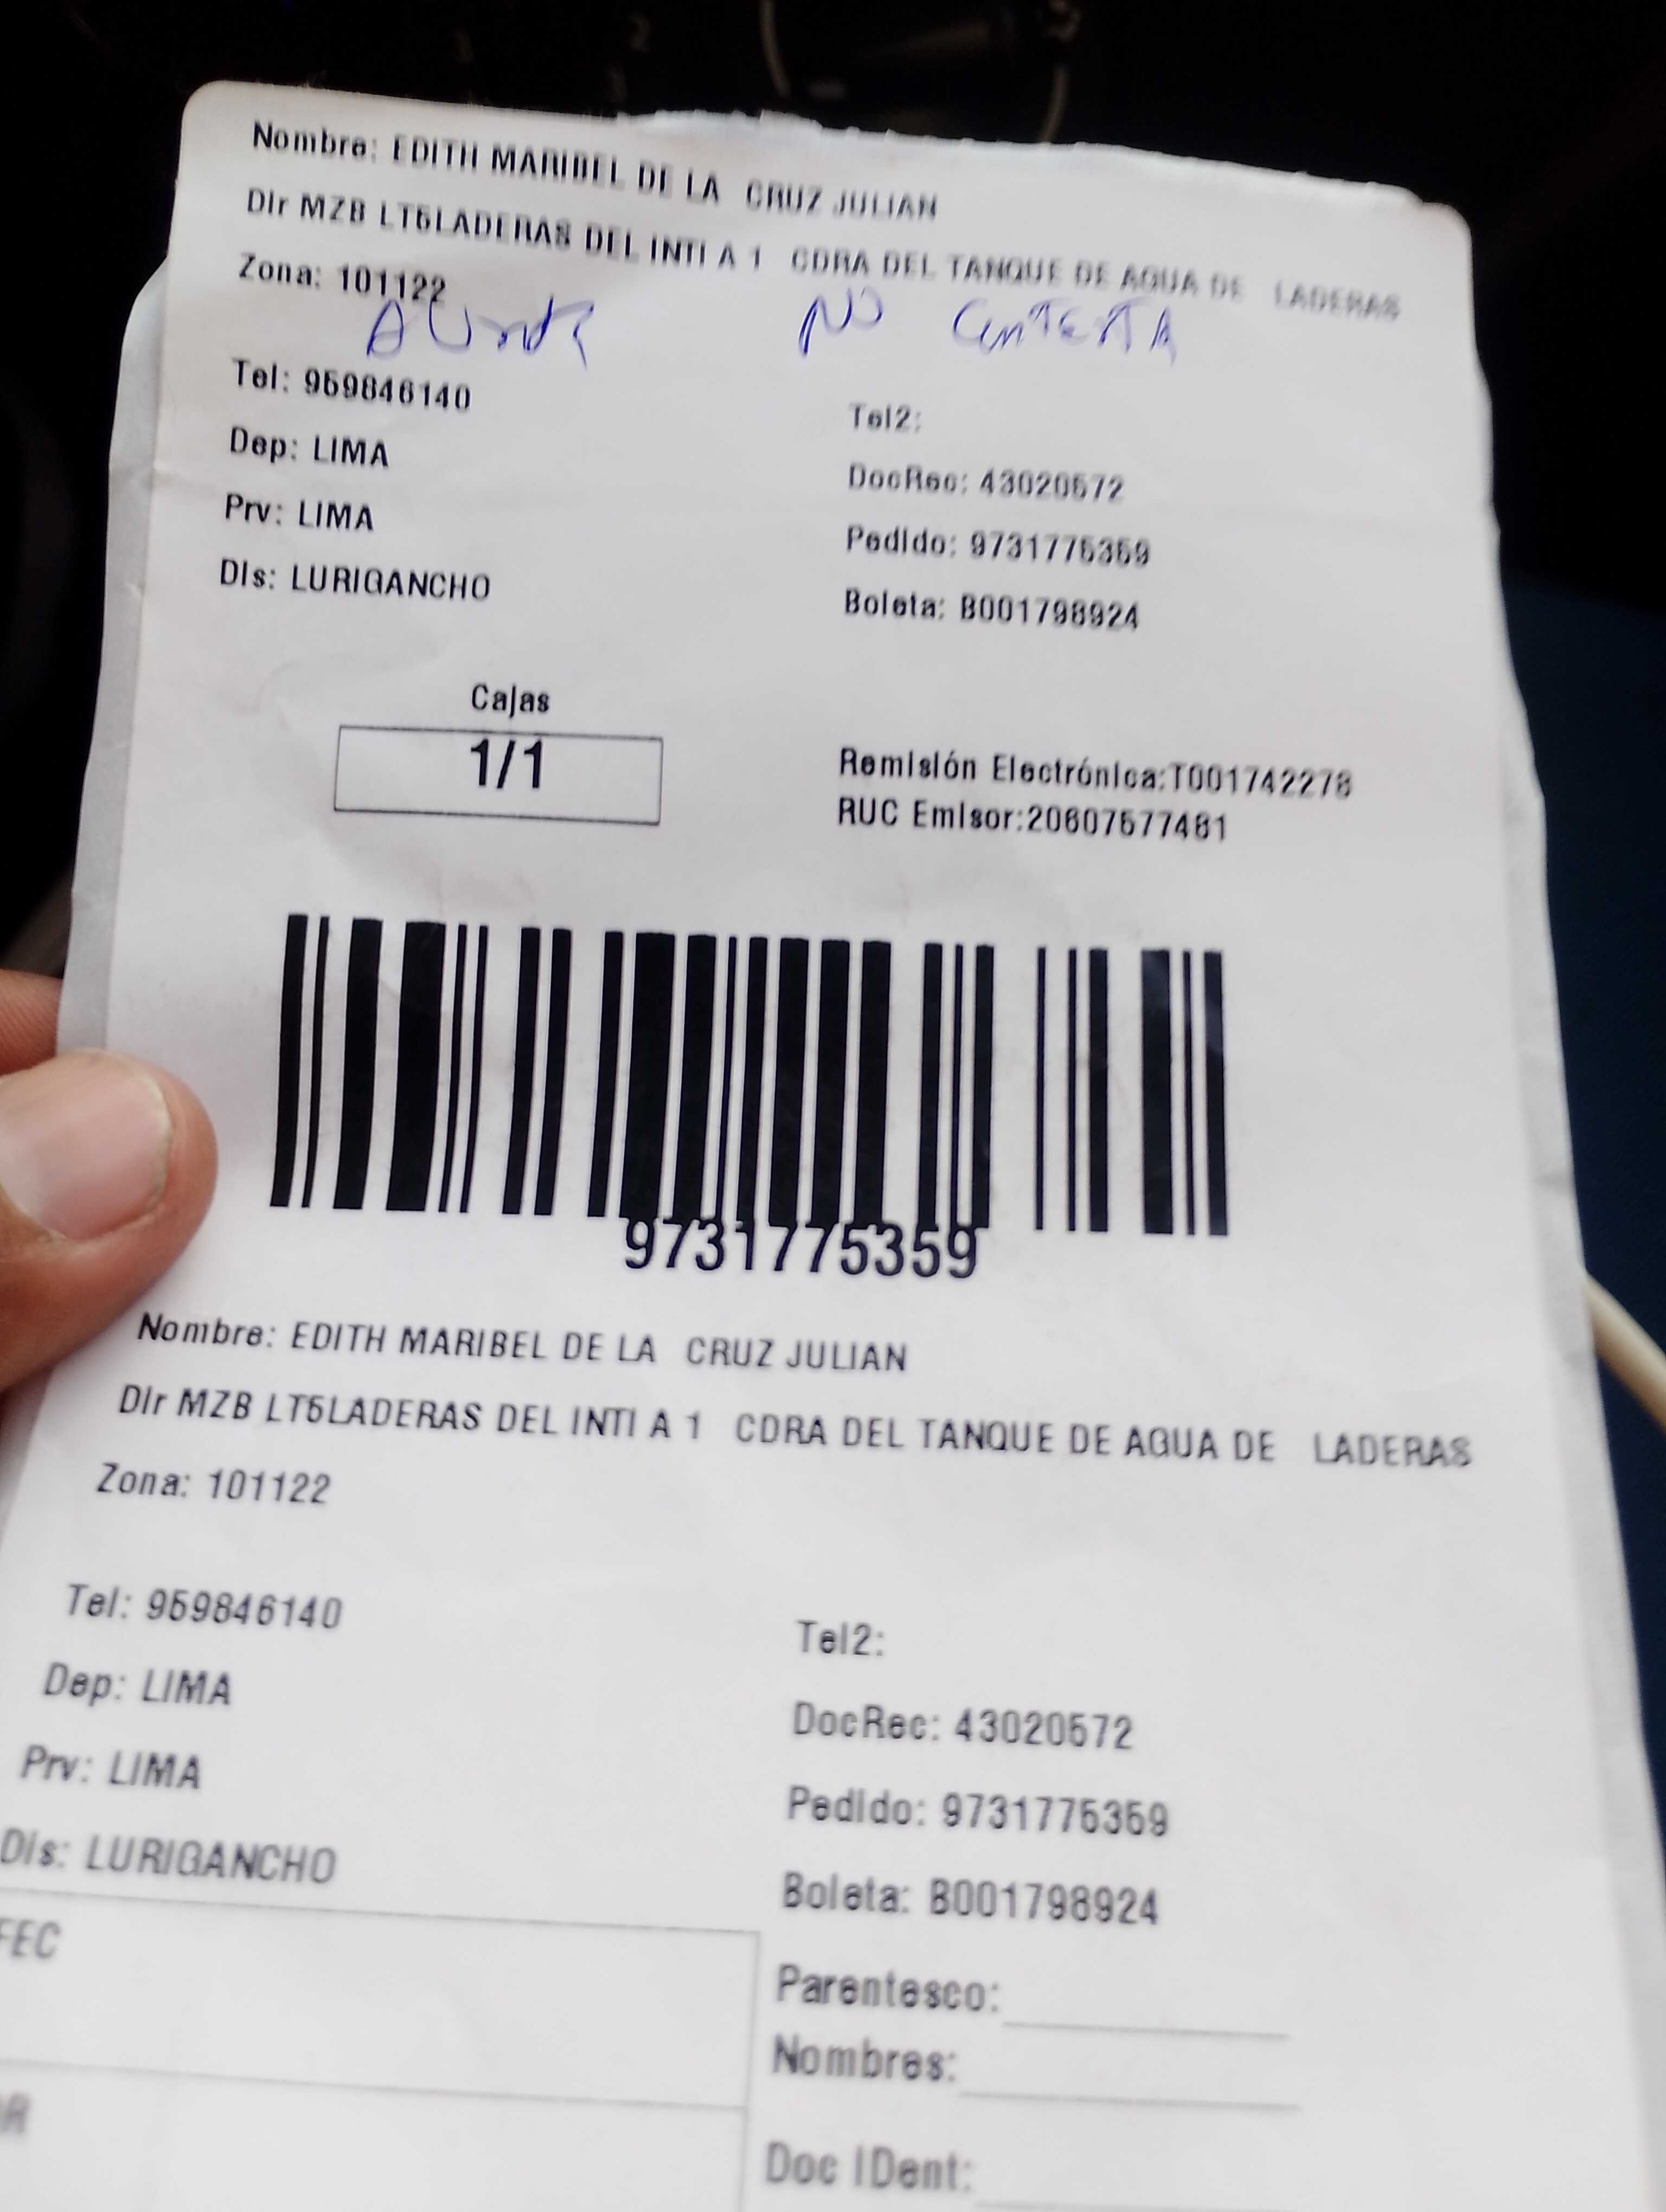 Nombre: EDITH MARIBEL DE LA CRUZ JULIAN
Dir MZB LT5LADERAS DEL INTI A 1 CDRA DEL TANQUE DE AGUA DE LADERAS
Zona: 101122
NO CONTESTA
Tel: 959846140
Tel2:
Dep: LIMA
DocRec: 43020572
Prv: LIMA
Pedido: 9731775359
Dis: LURIGANCHO
Boleta: B001798924
Cajas
1/1
Remisión Electrónica:T001742278
RUC Emisor:20607577481
9731775359
Nombre: EDITH MARIBEL DE LA CRUZ JULIAN
Dir MZB LT5LADERAS DEL INTI A 1 CDRA DEL TANQUE DE AGUA DE LADERAS
Zona: 101122
Tel: 959846140
Tel2:
Dep: LIMA
DocRec: 43020572
Prv: LIMA
Pedido: 9731775359
Dis: LURIGANCHO
Boleta: B001798924
FEC
Parentesco:
Nombres:
Doc IDent: